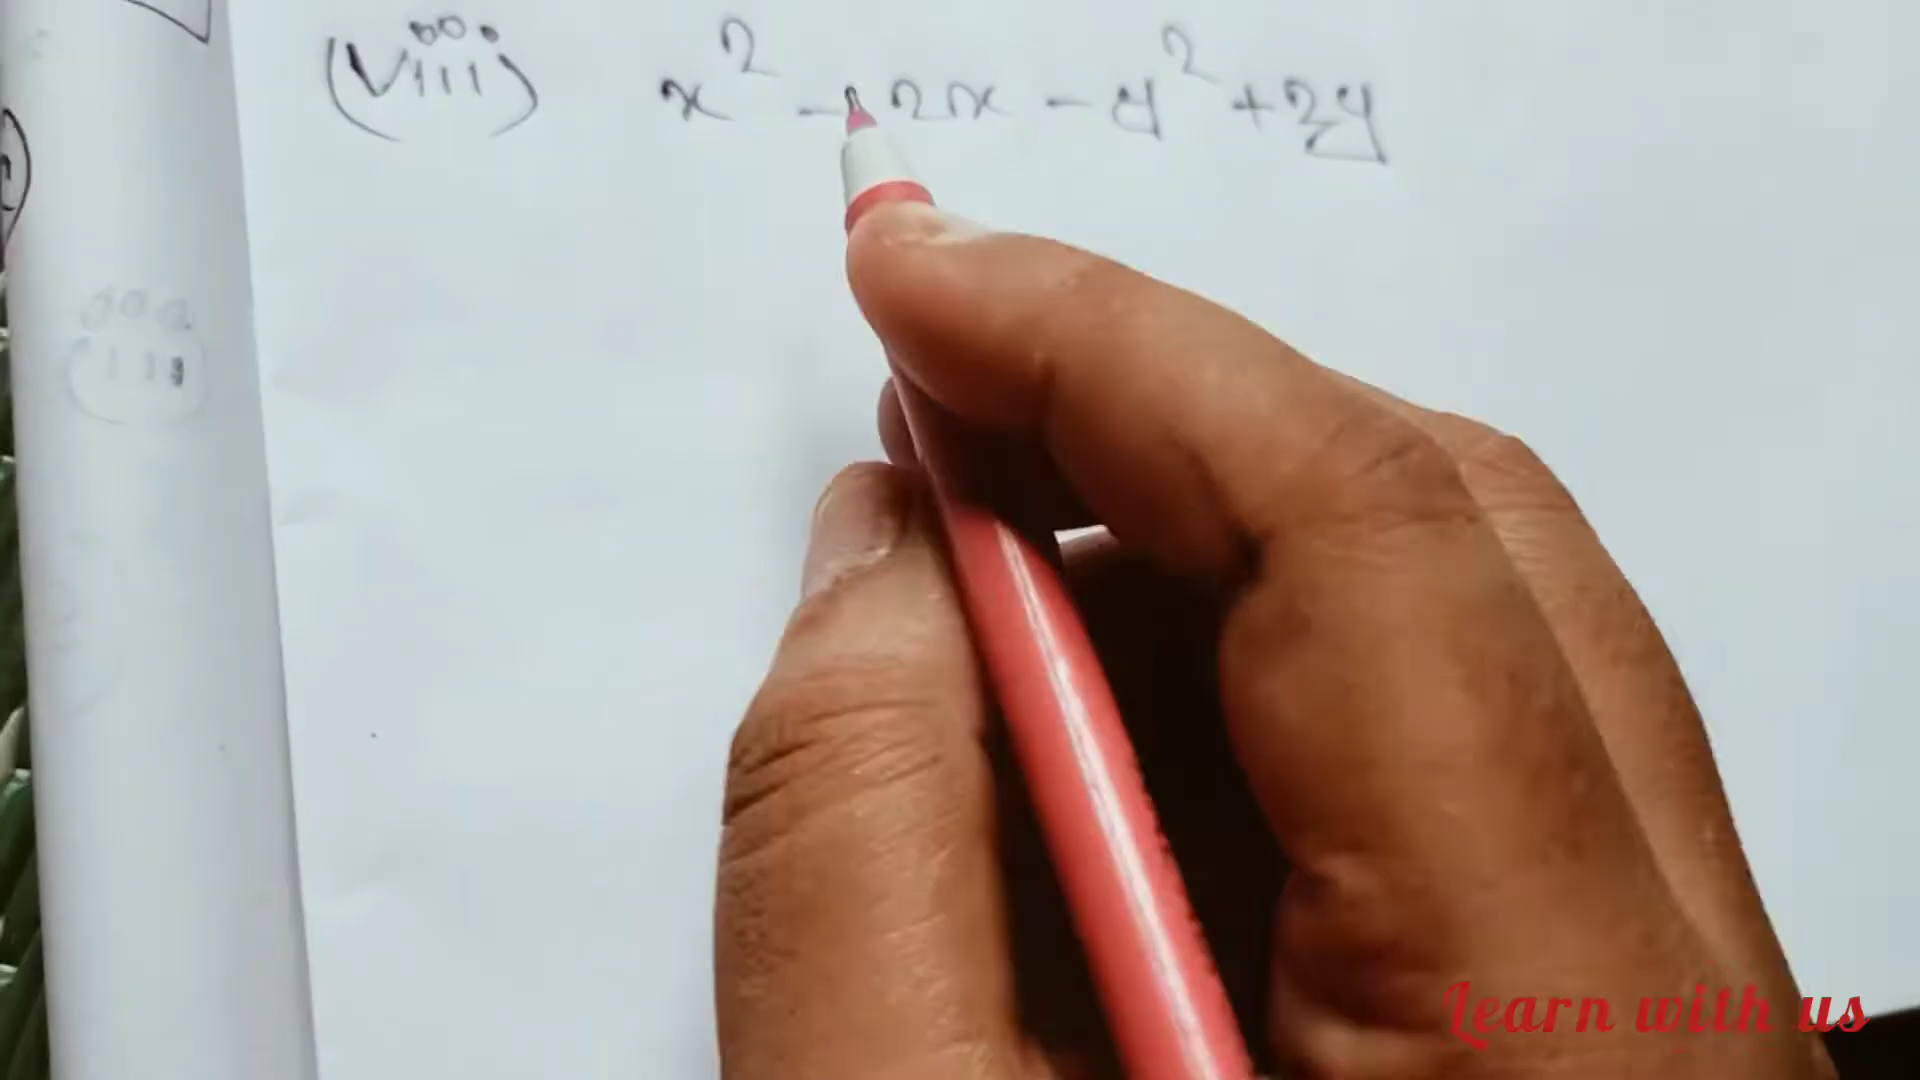 (viii) x² - 2x - y² + 2y
Learn with us